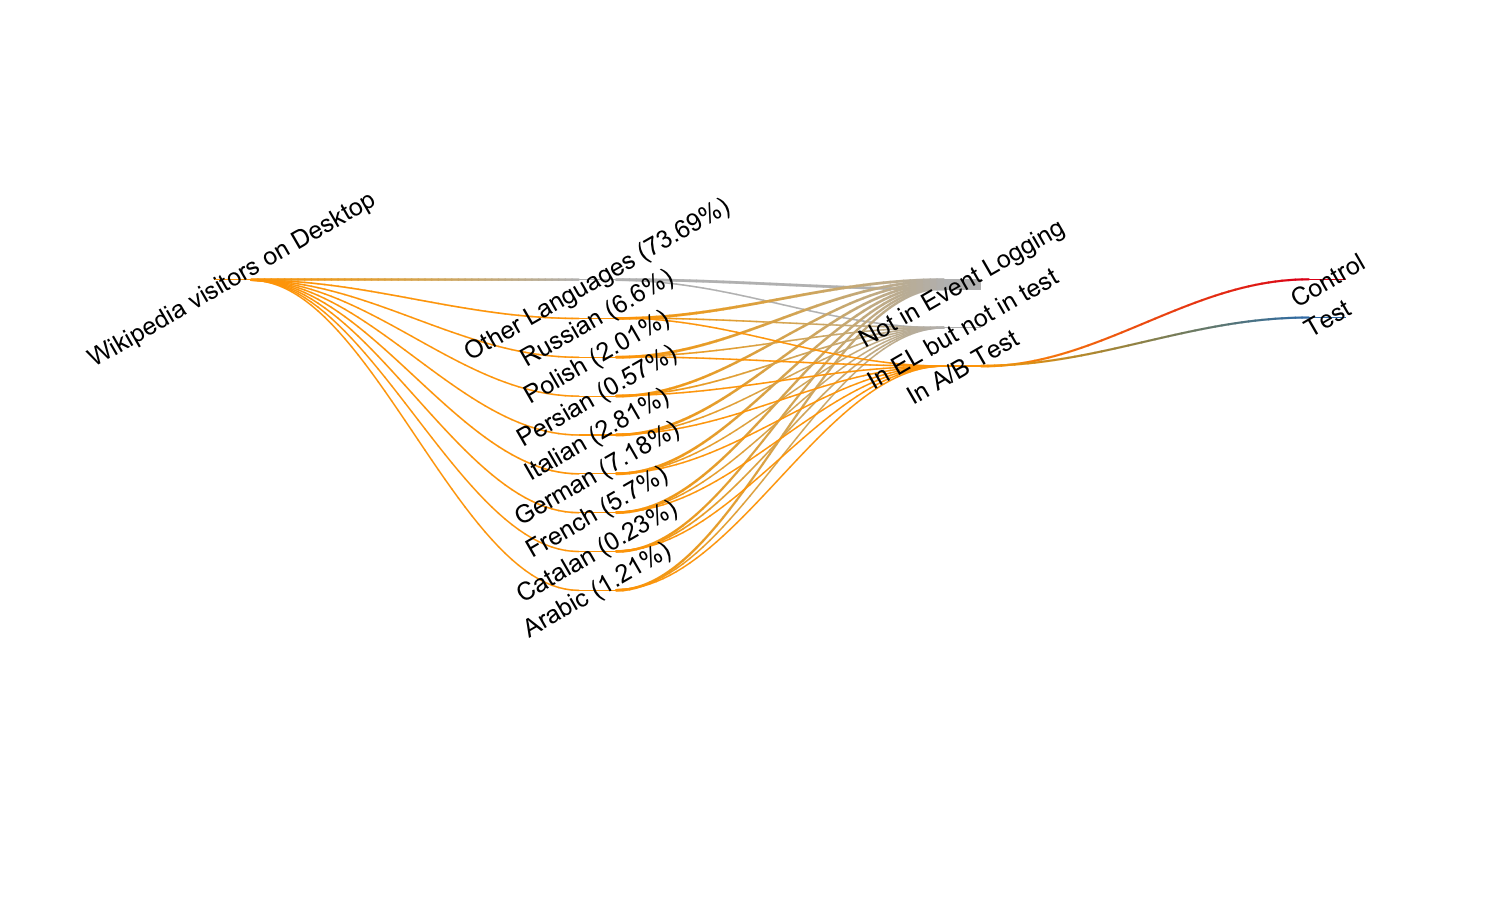 Wikipedia visitors on Desktop
Other Languages (73.69%)
Russian (6.6%)
Polish (2.01%)
Persian (0.57%)
Italian (2.81%)
German (7.18%)
French (5.7%)
Catalan (0.23%)
Arabic (1.21%)
Not in Event Logging
In EL but not in test
In A/B Test
Control
Test